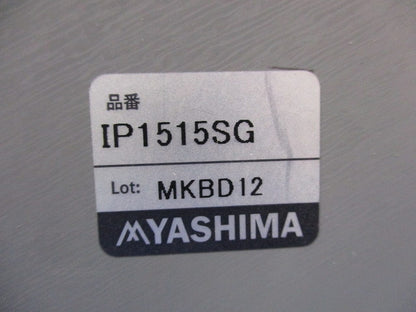 品番
IP1515SG
Lot: MKBD12
YASHIMA